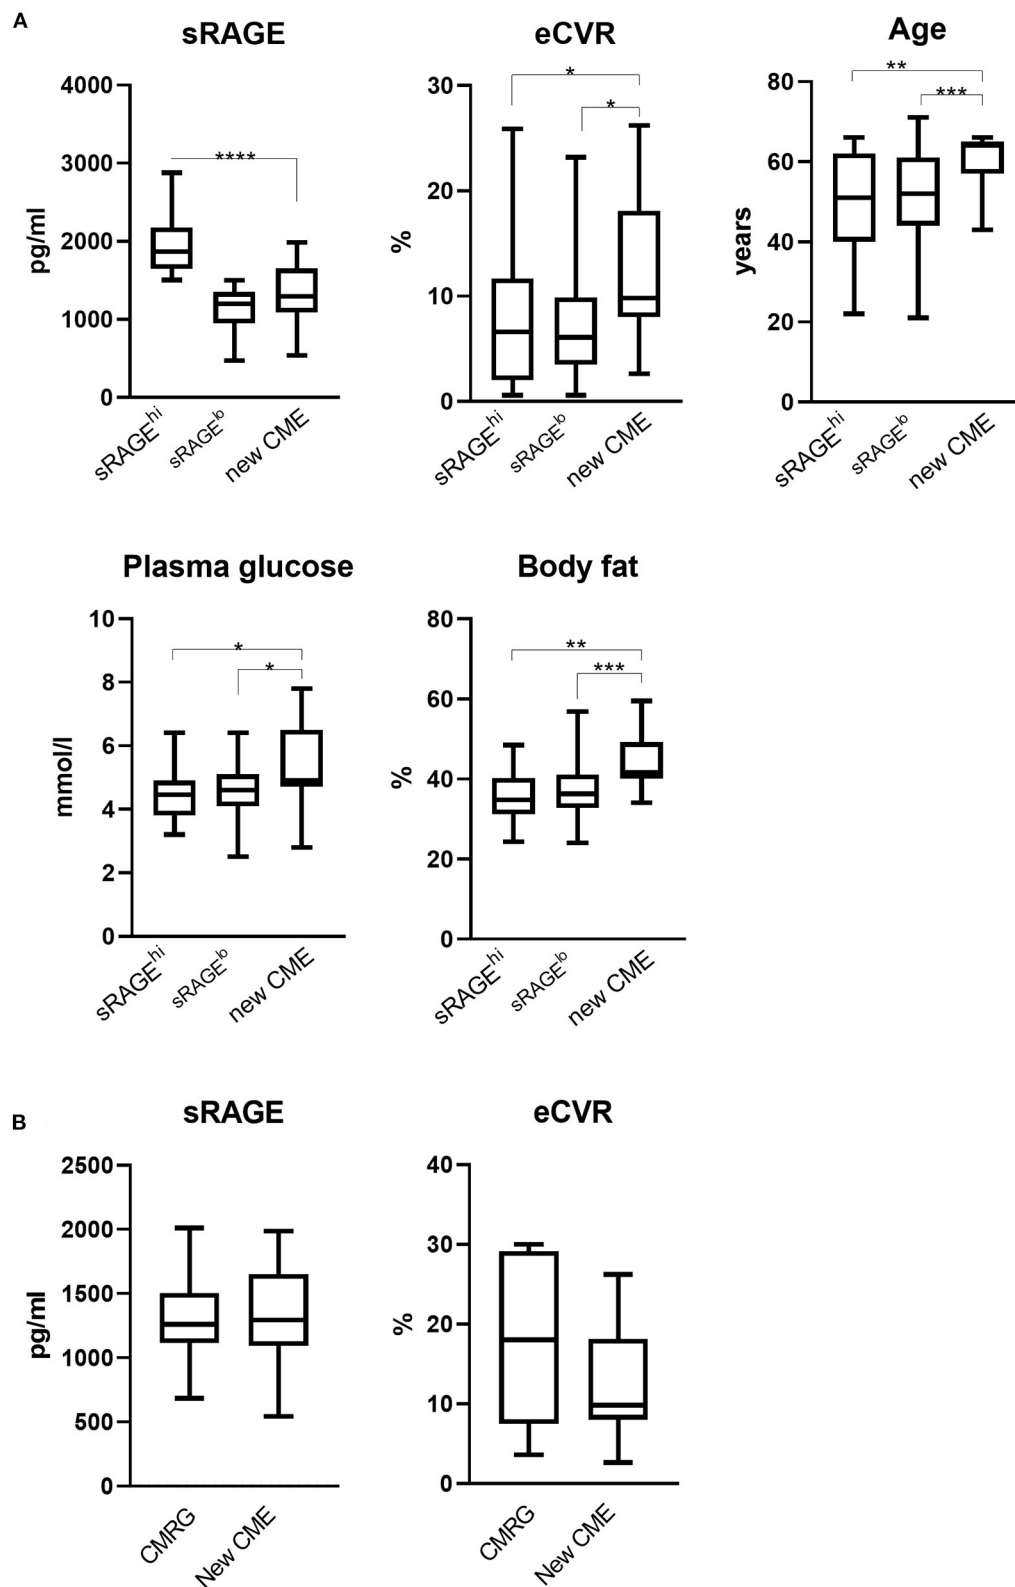 A
sRAGE
eCVR
Age
4000
3000
2000
1000
0
pg/ml
****
sRAGEhi
sRAGElo
new CME
30
20
10
0
%
*
*
sRAGEhi
sRAGElo
new CME
80
60
40
20
0
years
**
***
sRAGEhi
sRAGElo
new CME
Plasma glucose
Body fat
10
8
6
4
2
0
mmol/l
*
*
sRAGEhi
sRAGElo
new CME
80
60
40
20
0
%
**
***
sRAGEhi
sRAGElo
new CME
B
sRAGE
eCVR
2500
2000
1500
1000
500
0
pg/ml
CMRG
New CME
40
30
20
10
0
%
CMRG
New CME